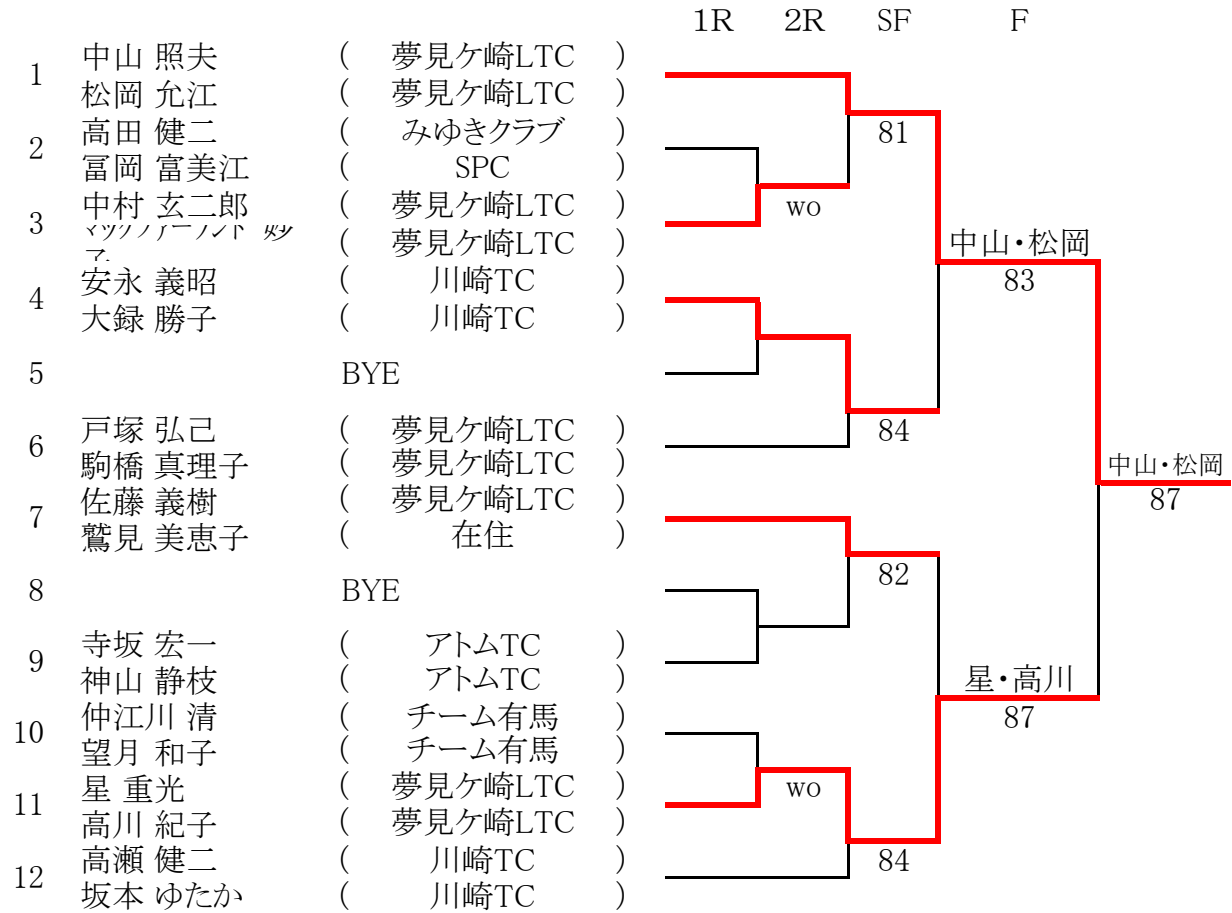 1R 2R SF F
中山 照夫 ( 夢見ケ崎LTC )
1
松岡 允江 ( 夢見ケ崎LTC )
81
高田 健二 ( みゆきクラブ )
2
冨岡 富美江 ( SPC )
中村 玄二郎 ( 夢見ケ崎LTC )
wo
3
( 夢見ケ崎LTC )
中山・松岡
安永 義昭 ( 川崎TC )
83
4
大録 勝子 ( 川崎TC )
5 BYE
戸塚 弘己 ( 夢見ケ崎LTC )
84
6
駒橋 真理子 ( 夢見ケ崎LTC )
中山・松岡
佐藤 義樹 ( 夢見ケ崎LTC )
87
7
鷲見 美恵子 ( 在住 )
82
8 BYE
寺坂 宏一 ( アトムTC )
9
神山 静枝 ( アトムTC )
星・高川
仲江川 清 ( チーム有馬 )
87
10
望月 和子 ( チーム有馬 )
星 重光 ( 夢見ケ崎LTC )
wo
11
高川 紀子 ( 夢見ケ崎LTC )
高瀬 健二 ( 川崎TC )
84
12
坂本 ゆたか ( 川崎TC )